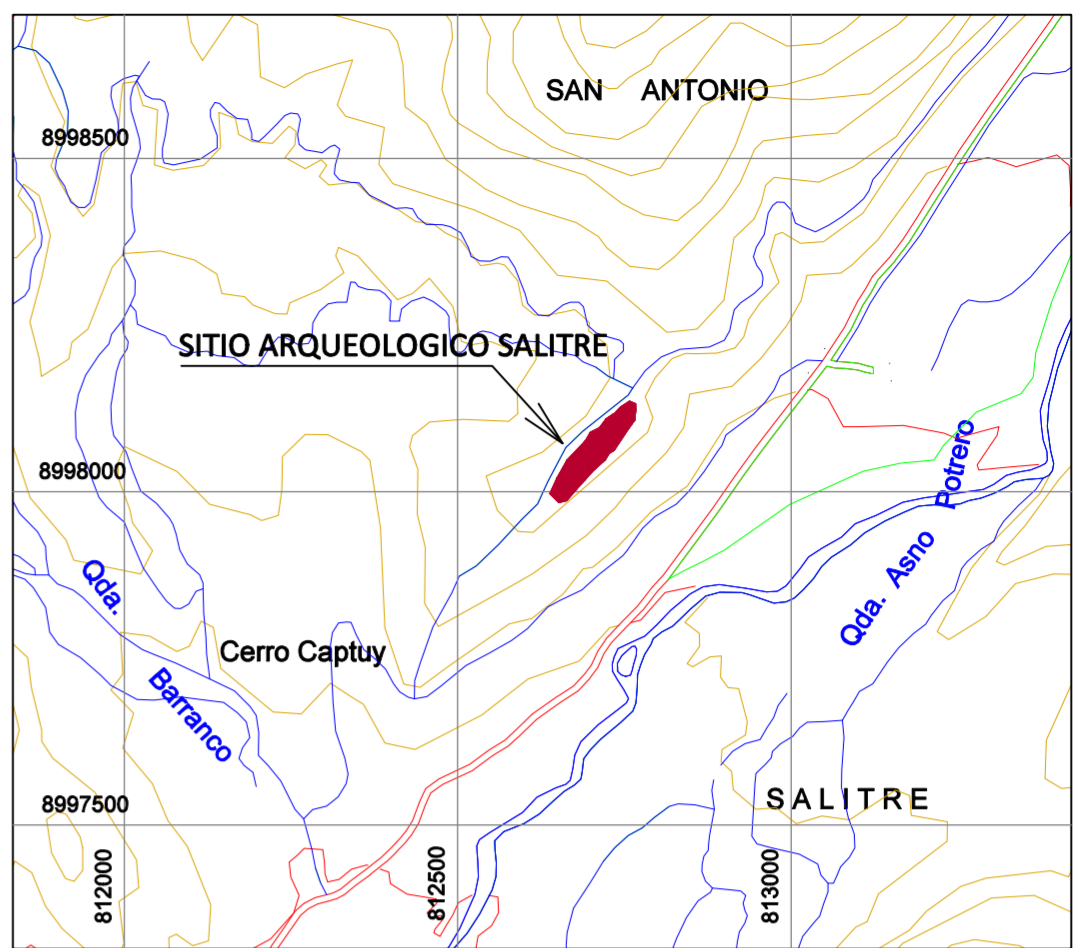 SAN ANTONIO
8998500
SITIO ARQUEOLOGICO SALITRE
8998000
Qda. Asno Potrero
Qda. Barranco
Cerro Captuy
SALITRE
8997500
812000
812500
813000